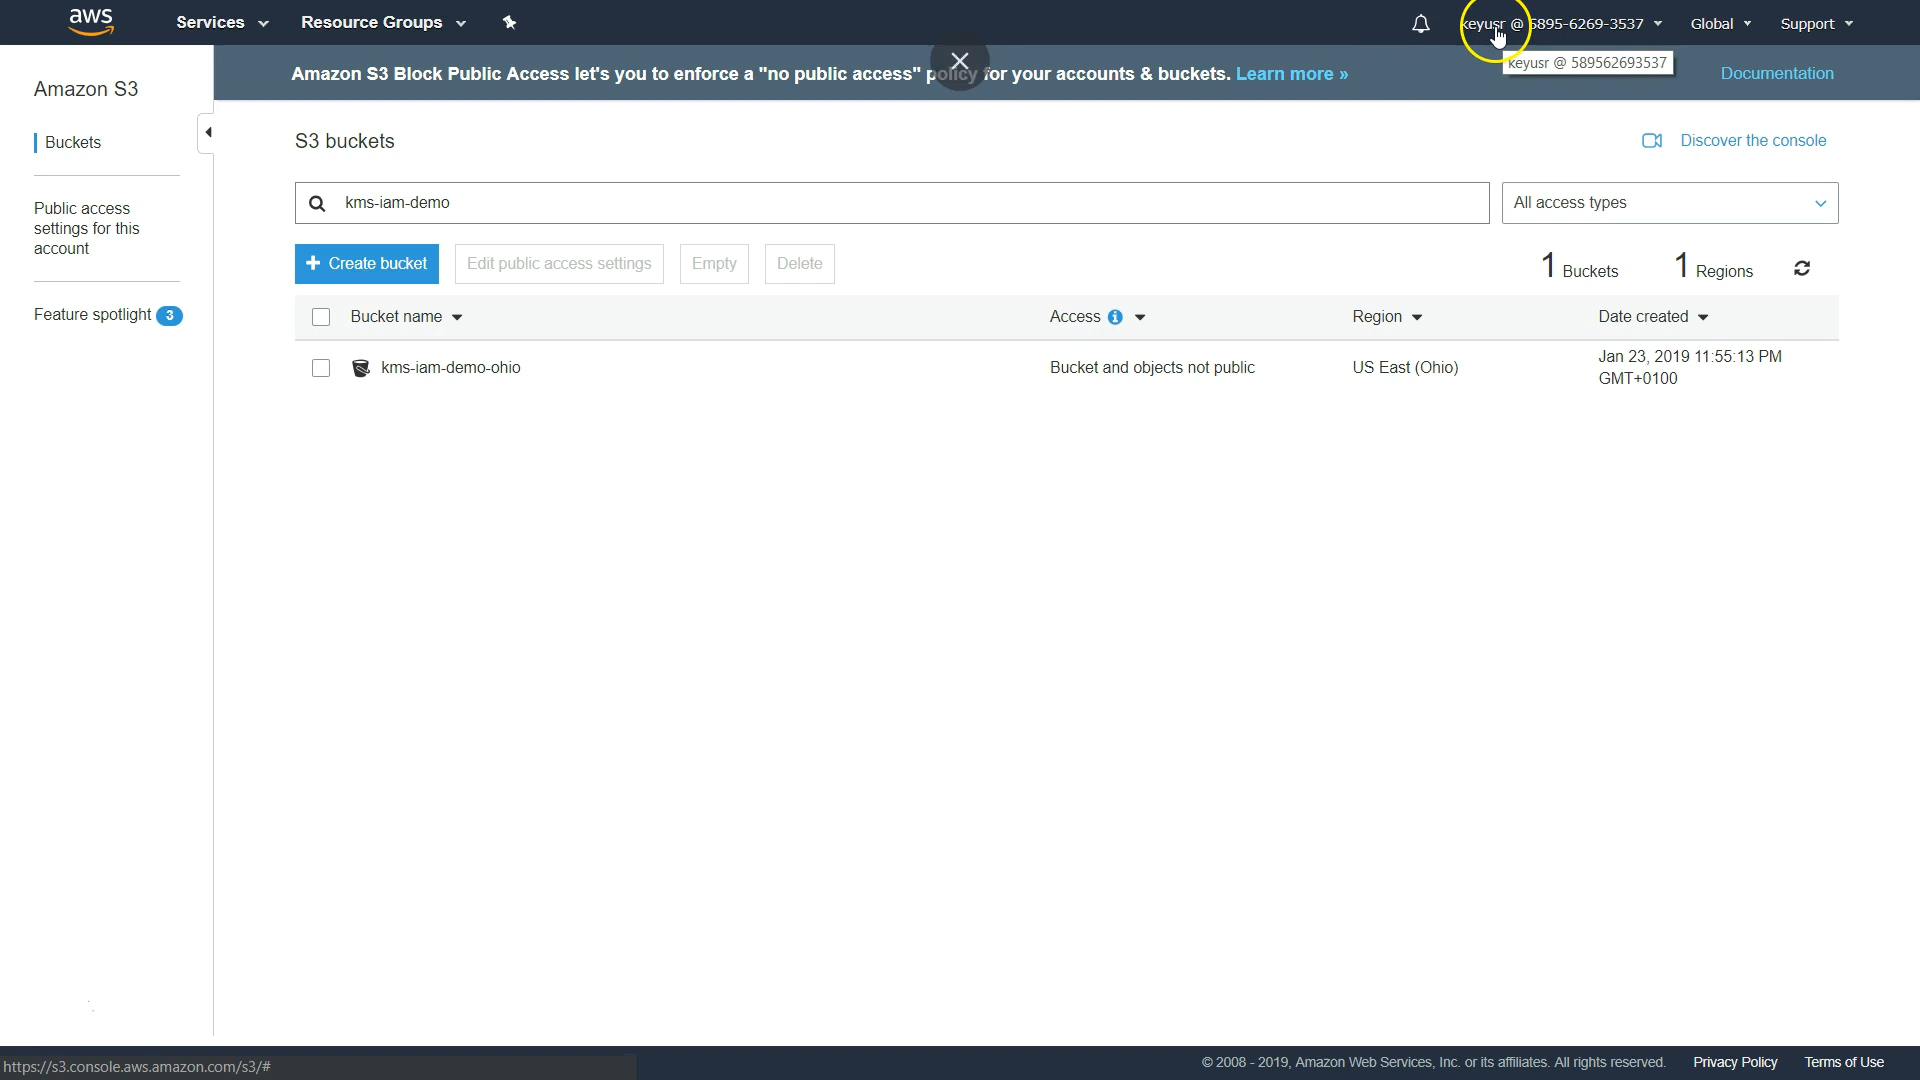 aws Services Resource Groups keyusr @ 5895-6269-3537 Global Support
keyusr @ 589562693537
Amazon S3 Block Public Access let's you to enforce a "no public access" policy for your accounts & buckets. Learn more » Documentation
Amazon S3
Buckets
Public access
settings for this
account
Feature spotlight 3
S3 buckets Discover the console
kms-iam-demo All access types
+ Create bucket Edit public access settings Empty Delete 1 Buckets 1 Regions
Bucket name Access Region Date created
kms-iam-demo-ohio Bucket and objects not public US East (Ohio) Jan 23, 2019 11:55:13 PM
GMT+0100
https://s3.console.aws.amazon.com/s3/# © 2008 - 2019, Amazon Web Services, Inc. or its affiliates. All rights reserved. Privacy Policy Terms of Use